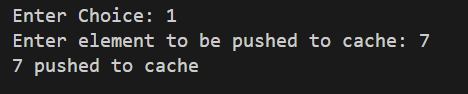 Enter Choice: 1
Enter element to be pushed to cache: 7
7 pushed to cache